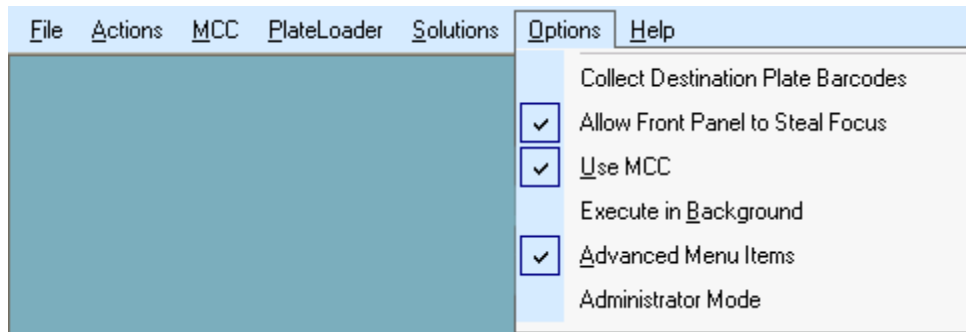 File Actions MCC PlateLoader Solutions Options Help
Collect Destination Plate Barcodes
Allow Front Panel to Steal Focus
Use MCC
Execute in Background
Advanced Menu Items
Administrator Mode